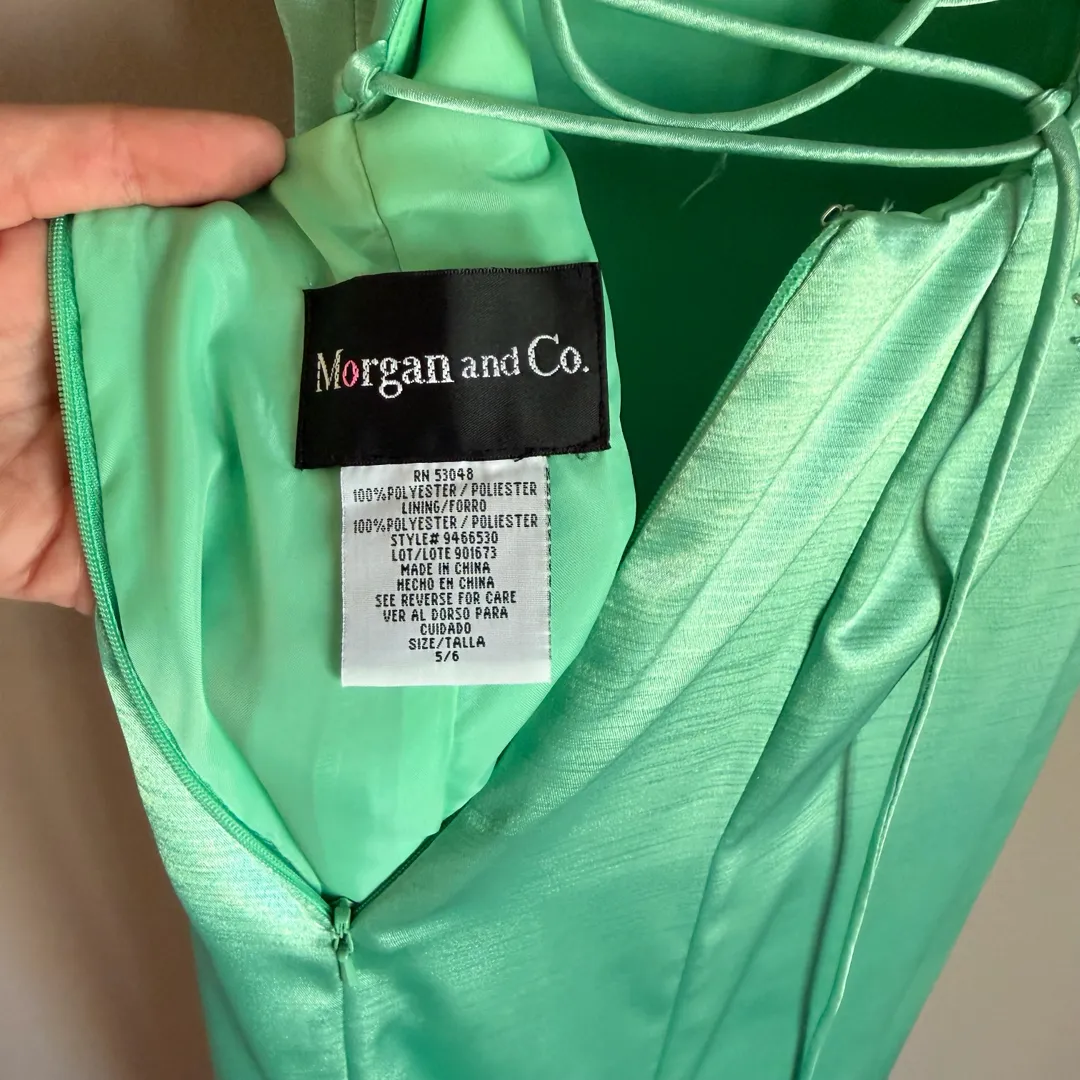 Morgan and Co.
RN 53048
100%POLYESTER / POLIESTER
LINING/FORRO
100%POLYESTER / POLIESTER
STYLE# 9466530
LOT/LOTE 901673
MADE IN CHINA
HECHO EN CHINA
SEE REVERSE FOR CARE
VER AL DORSO PARA
CUIDADO
SIZE/TALLA
5/6